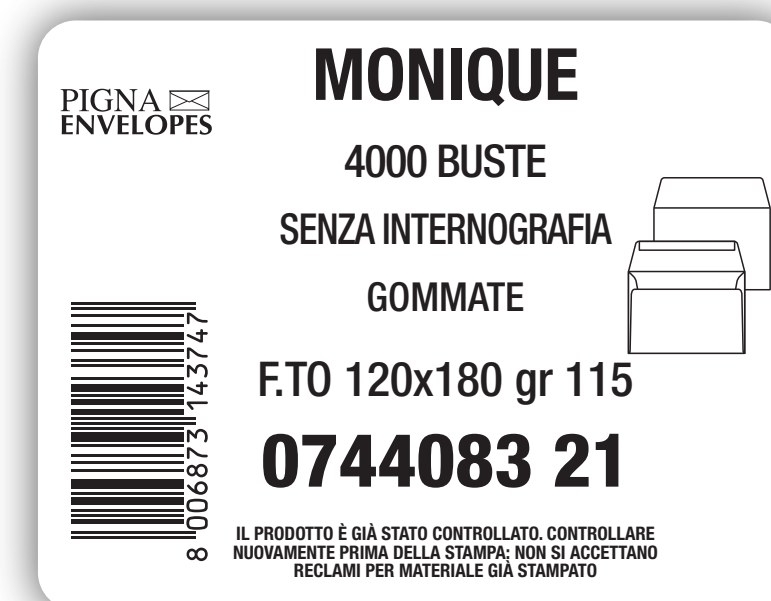 MONIQUE
PIGNA
ENVELOPES
4000 BUSTE
SENZA INTERNOGRAFIA
GOMMATE
F.TO 120x180 gr 115
0744083 21
8 006873 143747
IL PRODOTTO È GIÀ STATO CONTROLLATO. CONTROLLARE
NUOVAMENTE PRIMA DELLA STAMPA: NON SI ACCETTANO
RECLAMI PER MATERIALE GIÀ STAMPATO